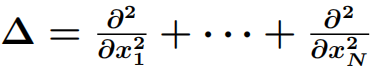 Δ = ∂²/∂x₁² + ··· + ∂²/∂x_N²